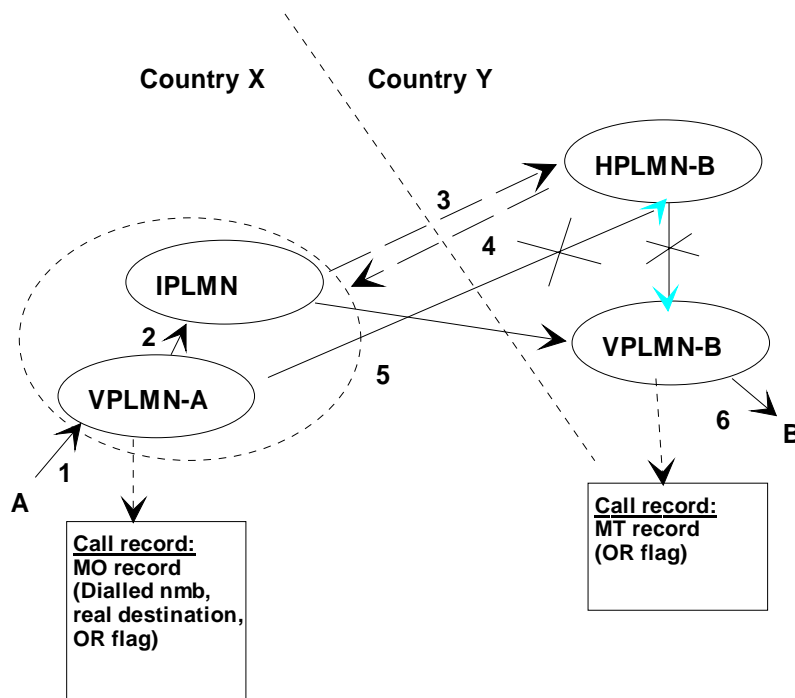 Country X
Country Y
HPLMN-B
3
4
IPLMN
2
VPLMN-B
5
VPLMN-A
6
B
1
A
Call record:
MO record
(Dialled nmb,
real destination,
OR flag)
Call record:
MT record
(OR flag)